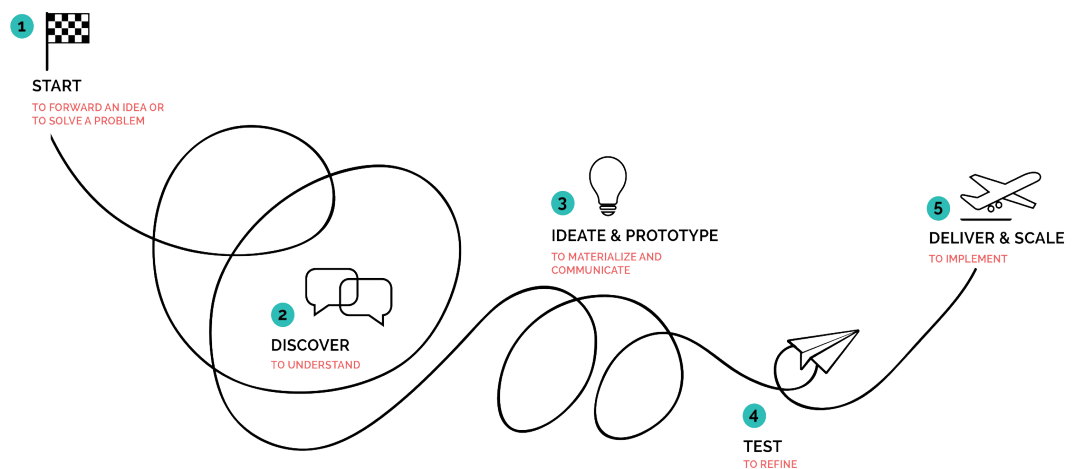 1
START
TO FORWARD AN IDEA OR
TO SOLVE A PROBLEM
2
DISCOVER
TO UNDERSTAND
3
IDEATE & PROTOTYPE
TO MATERIALIZE AND
COMMUNICATE
4
TEST
TO REFINE
5
DELIVER & SCALE
TO IMPLEMENT